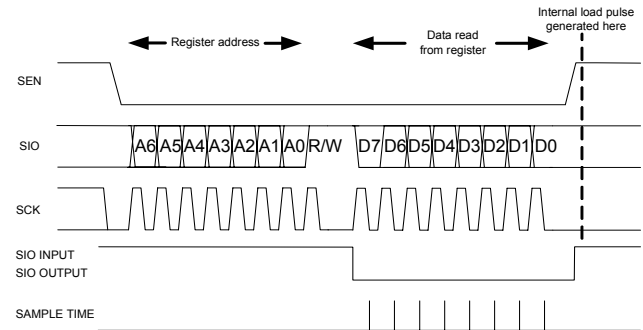 Internal load pulse
generated here
Register address
Data read
from register
SEN
SIO
A6 A5 A4 A3 A2 A1 A0 R/W D7 D6 D5 D4 D3 D2 D1 D0
SCK
SIO INPUT
SIO OUTPUT
SAMPLE TIME